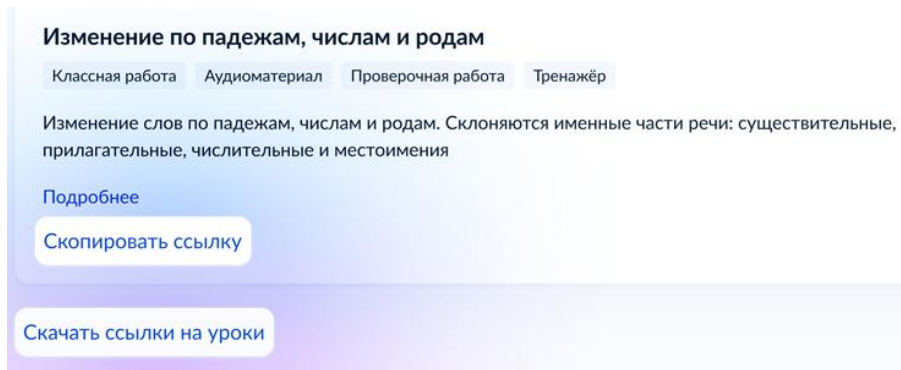 Изменение по падежам, числам и родам
Классная работа Аудиоматериал Проверочная работа Тренажёр
Изменение слов по падежам, числам и родам. Склоняются именные части речи: существительные,
прилагательные, числительные и местоимения
Подробнее
Скопировать ссылку
Скачать ссылки на уроки